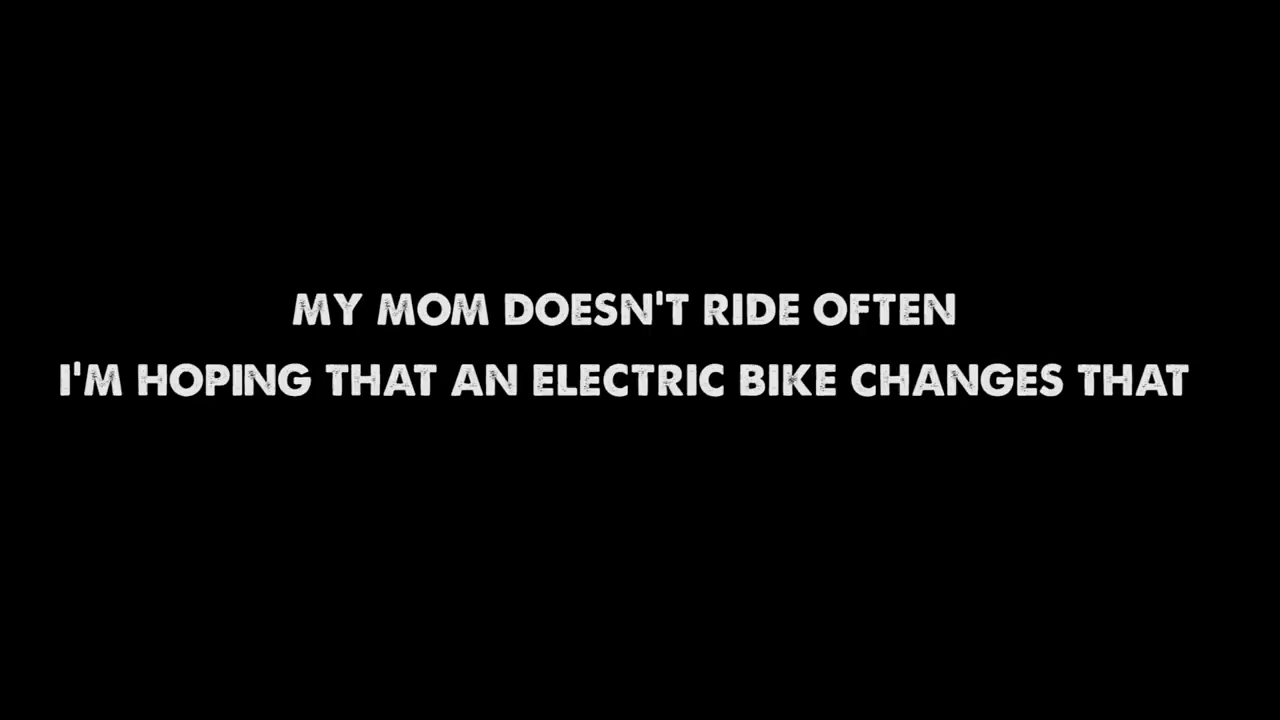 MY MOM DOESN'T RIDE OFTEN
I'M HOPING THAT AN ELECTRIC BIKE CHANGES THAT